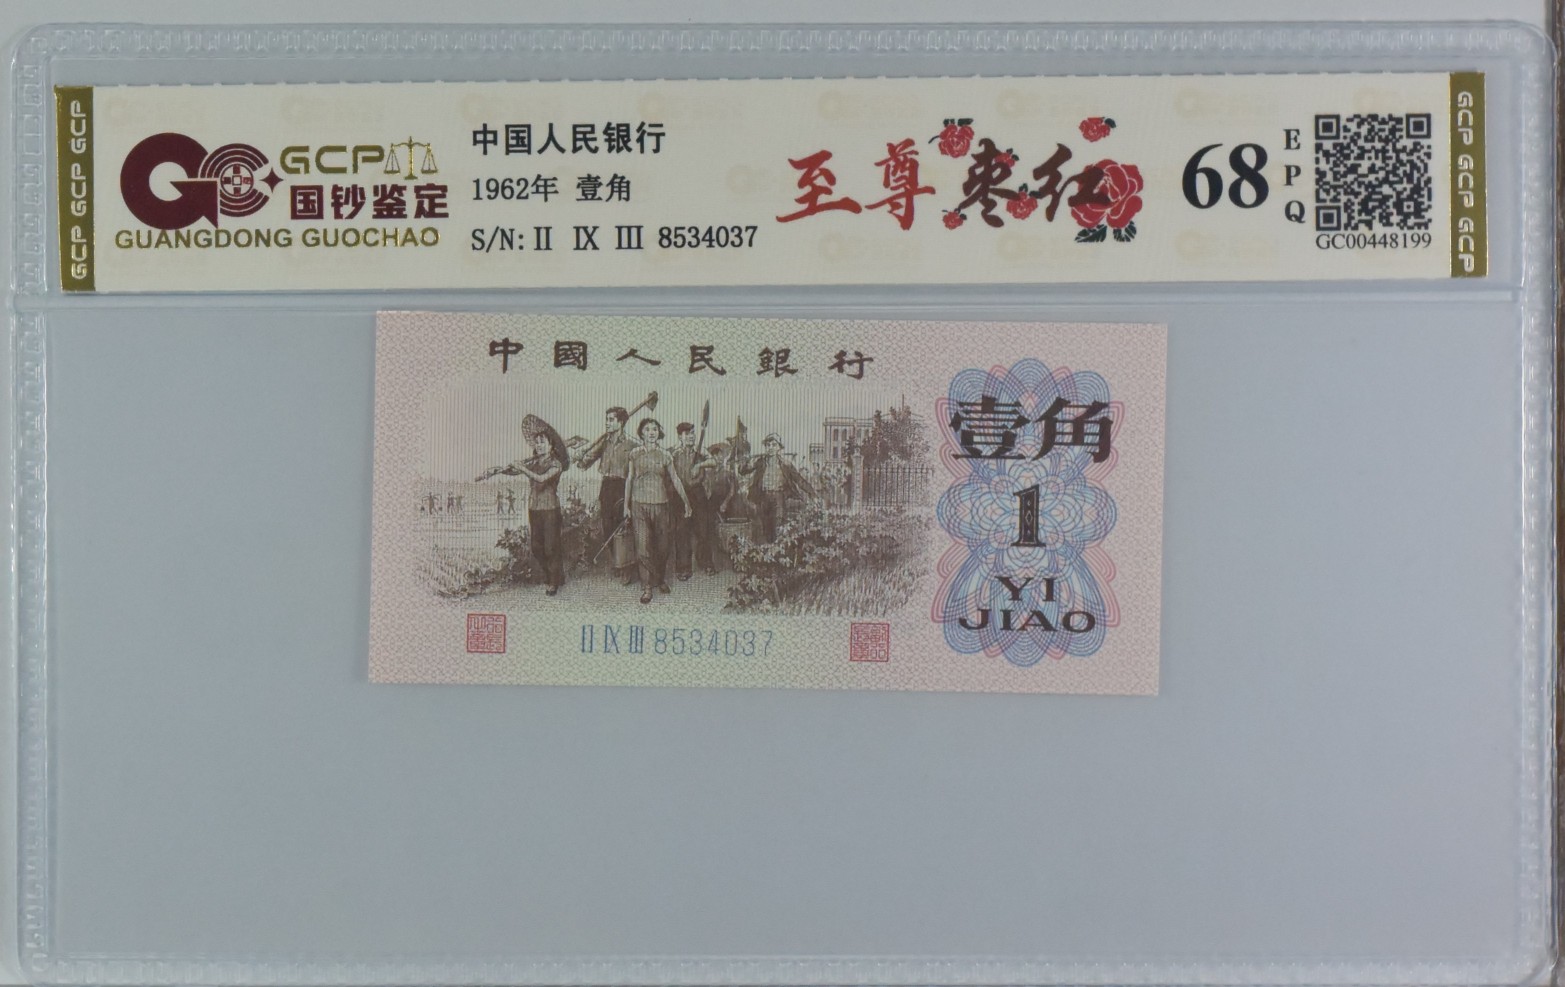 GCP
国钞鉴定
GUANGDONG GUOCHAO
中国人民银行
1962年 壹角
S/N: II IX III 8534037
至尊枣红
68
EPQ
GC00448199
GCP GCP GCP
GCP GCP GCP
中國人民銀行
壹角
1
YI
JIAO
II IX III 8534037